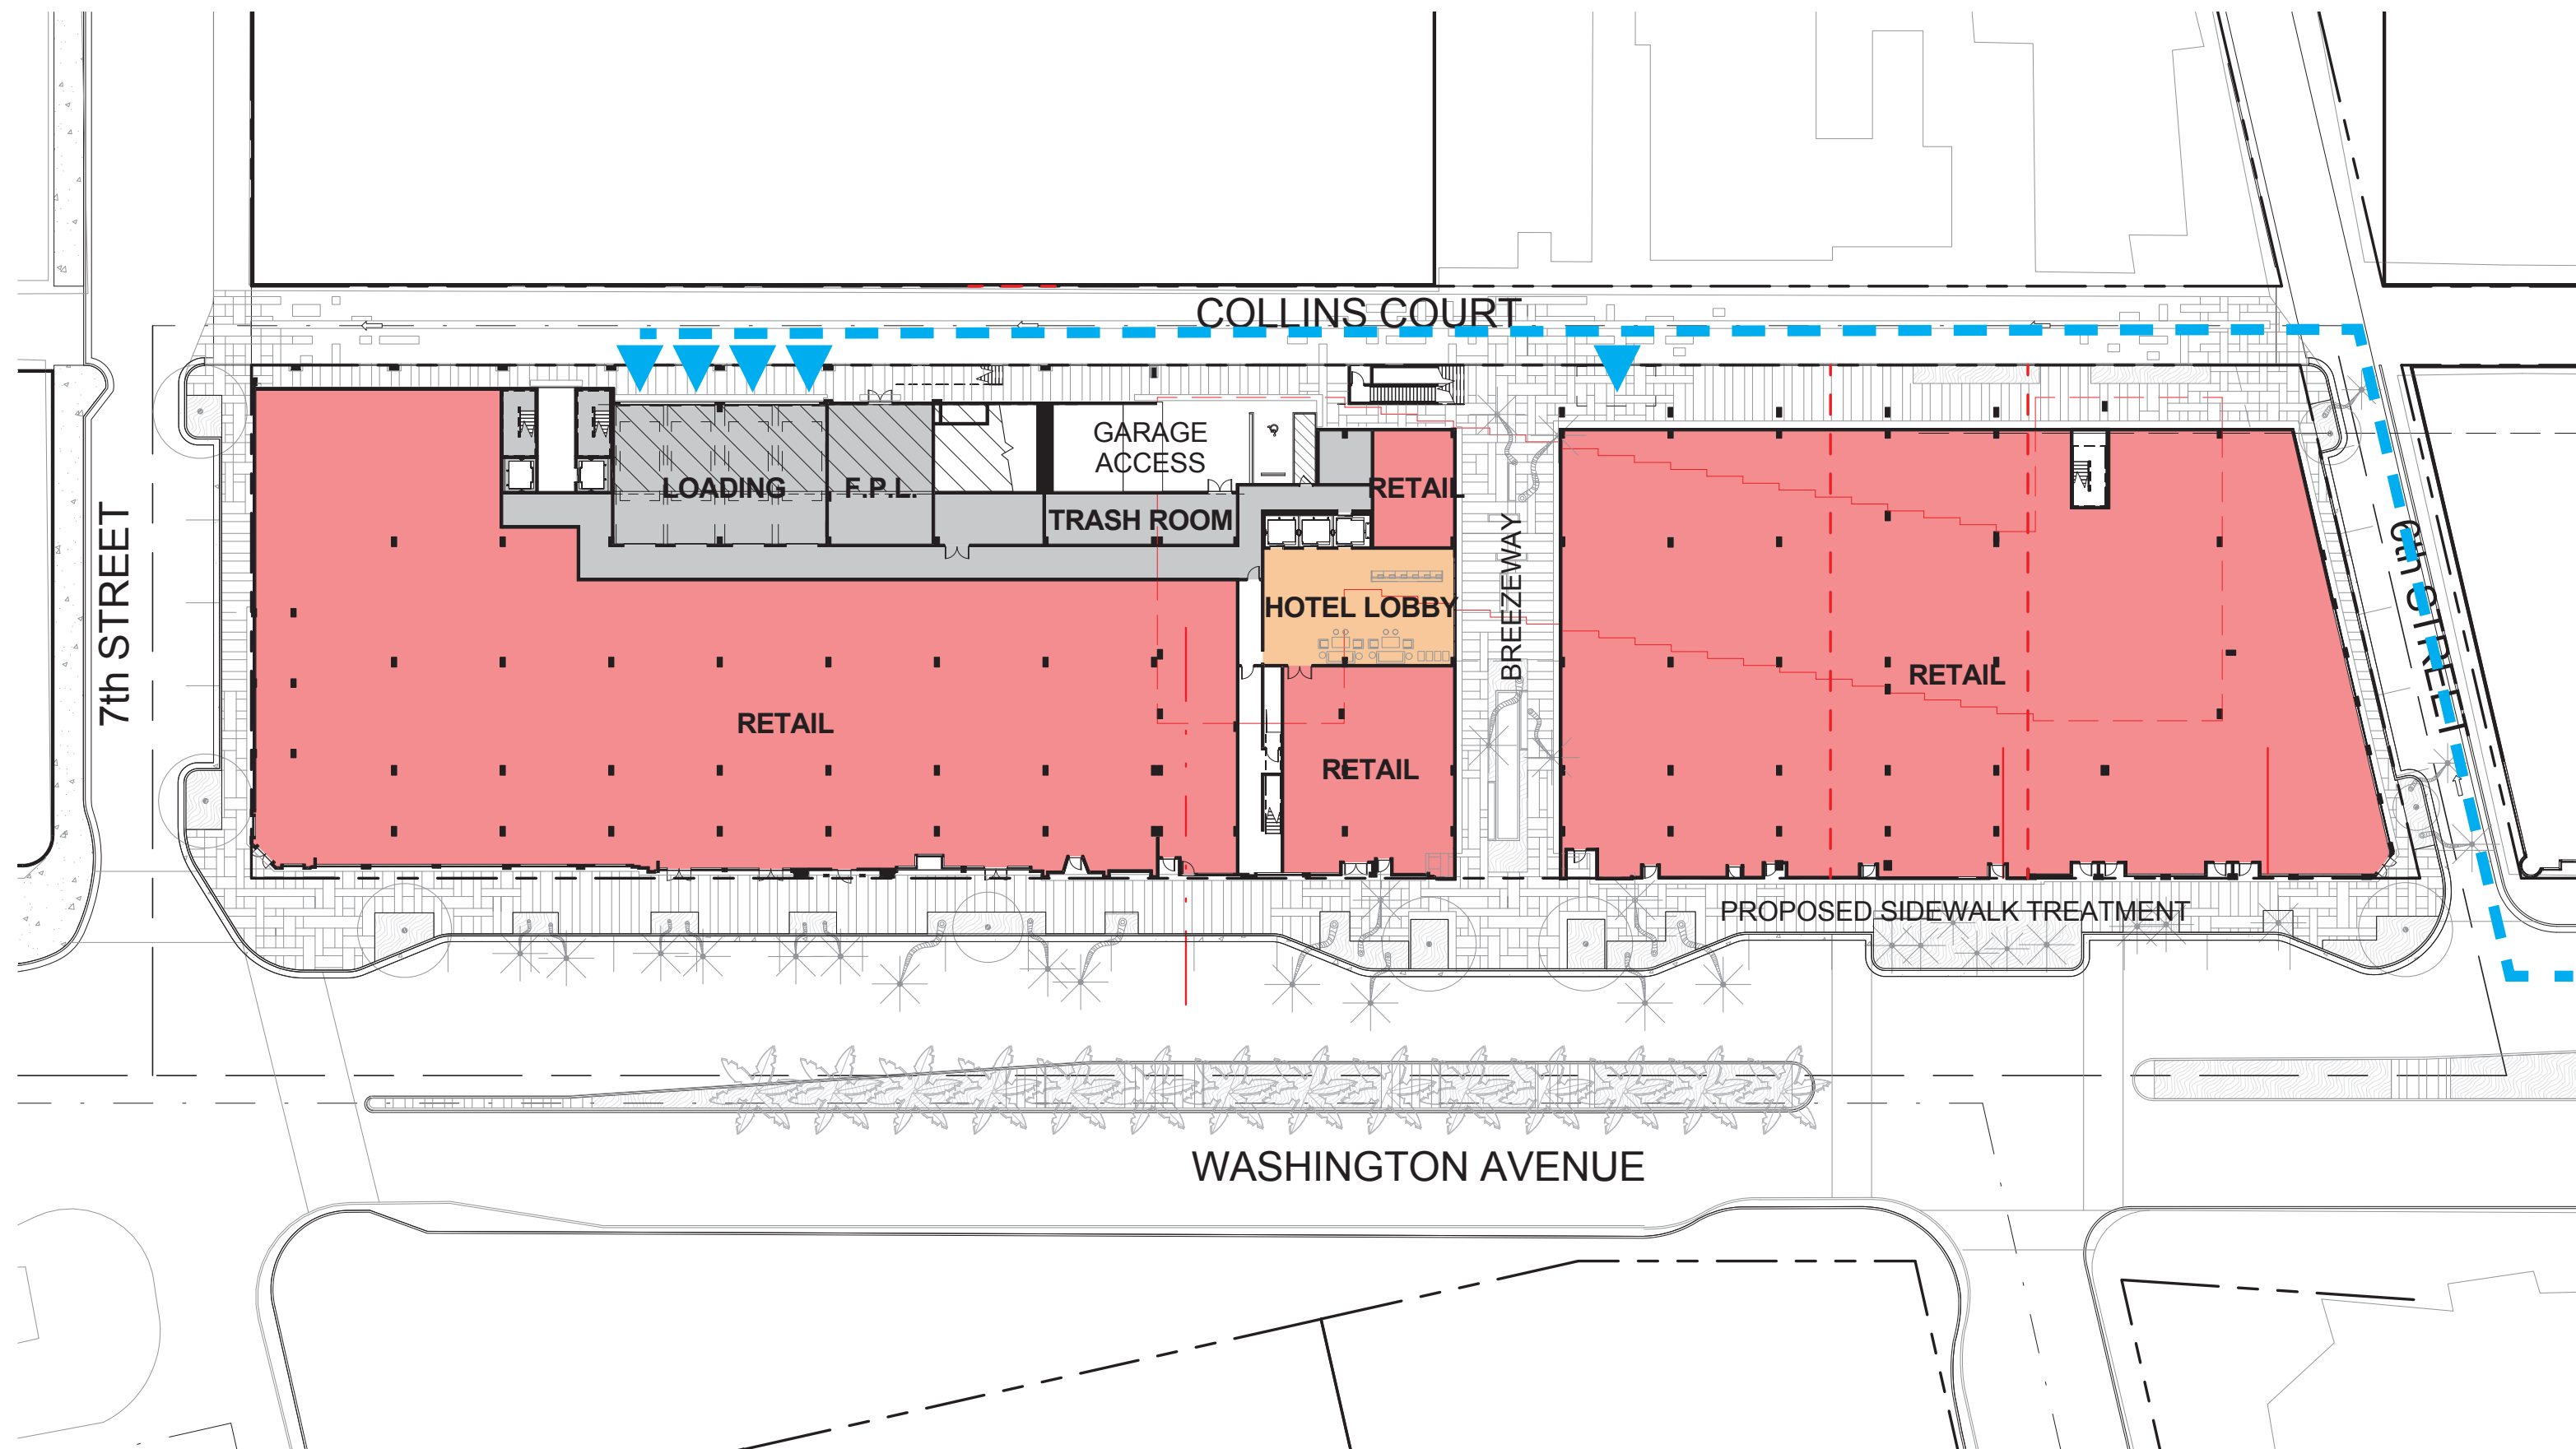 COLLINS COURT
GARAGE
ACCESS
LOADING
F.P.L.
RETAIL
TRASH ROOM
7th STREET
BREEZEWAY
6th STREET
HOTEL LOBBY
RETAIL
RETAIL
RETAIL
PROPOSED SIDEWALK TREATMENT
WASHINGTON AVENUE